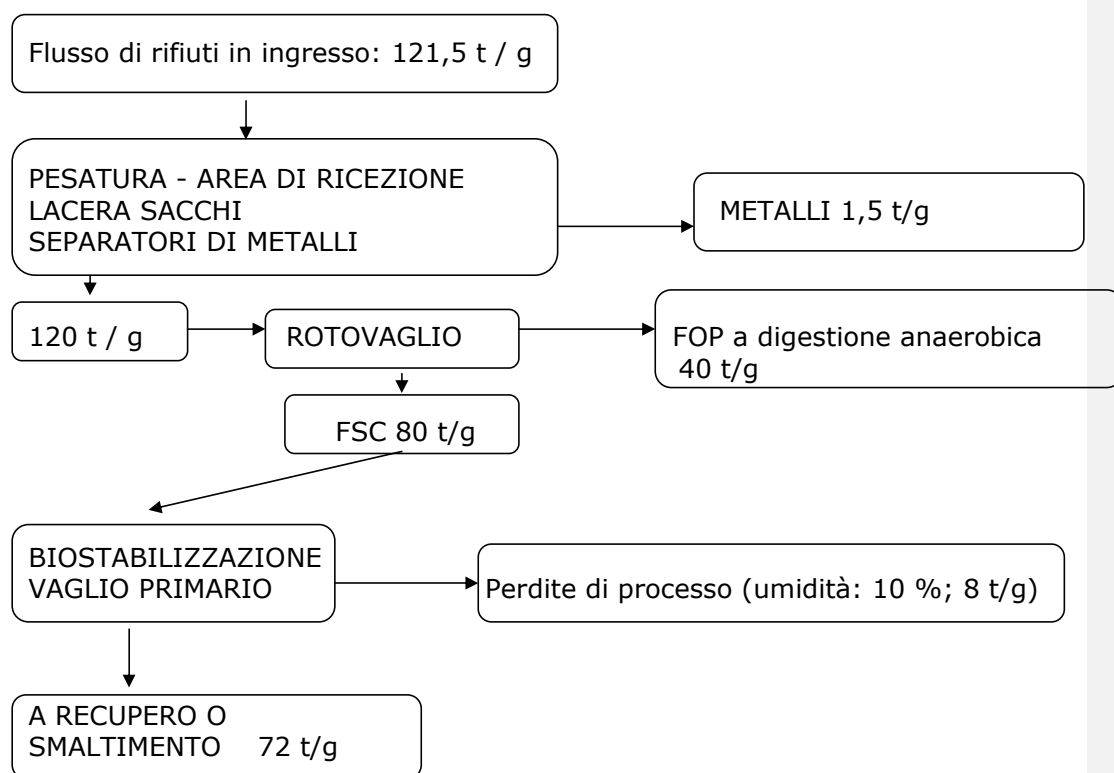 Flusso di rifiuti in ingresso: 121,5 t / g
PESATURA - AREA DI RICEZIONE
LACERA SACCHI
SEPARATORI DI METALLI
METALLI 1,5 t/g
120 t / g
ROTOVAGLIO
FOP a digestione anaerobica
40 t/g
FSC 80 t/g
BIOSTABILIZZAZIONE
VAGLIO PRIMARIO
Perdite di processo (umidità: 10 %; 8 t/g)
A RECUPERO O
SMALTIMENTO 72 t/g